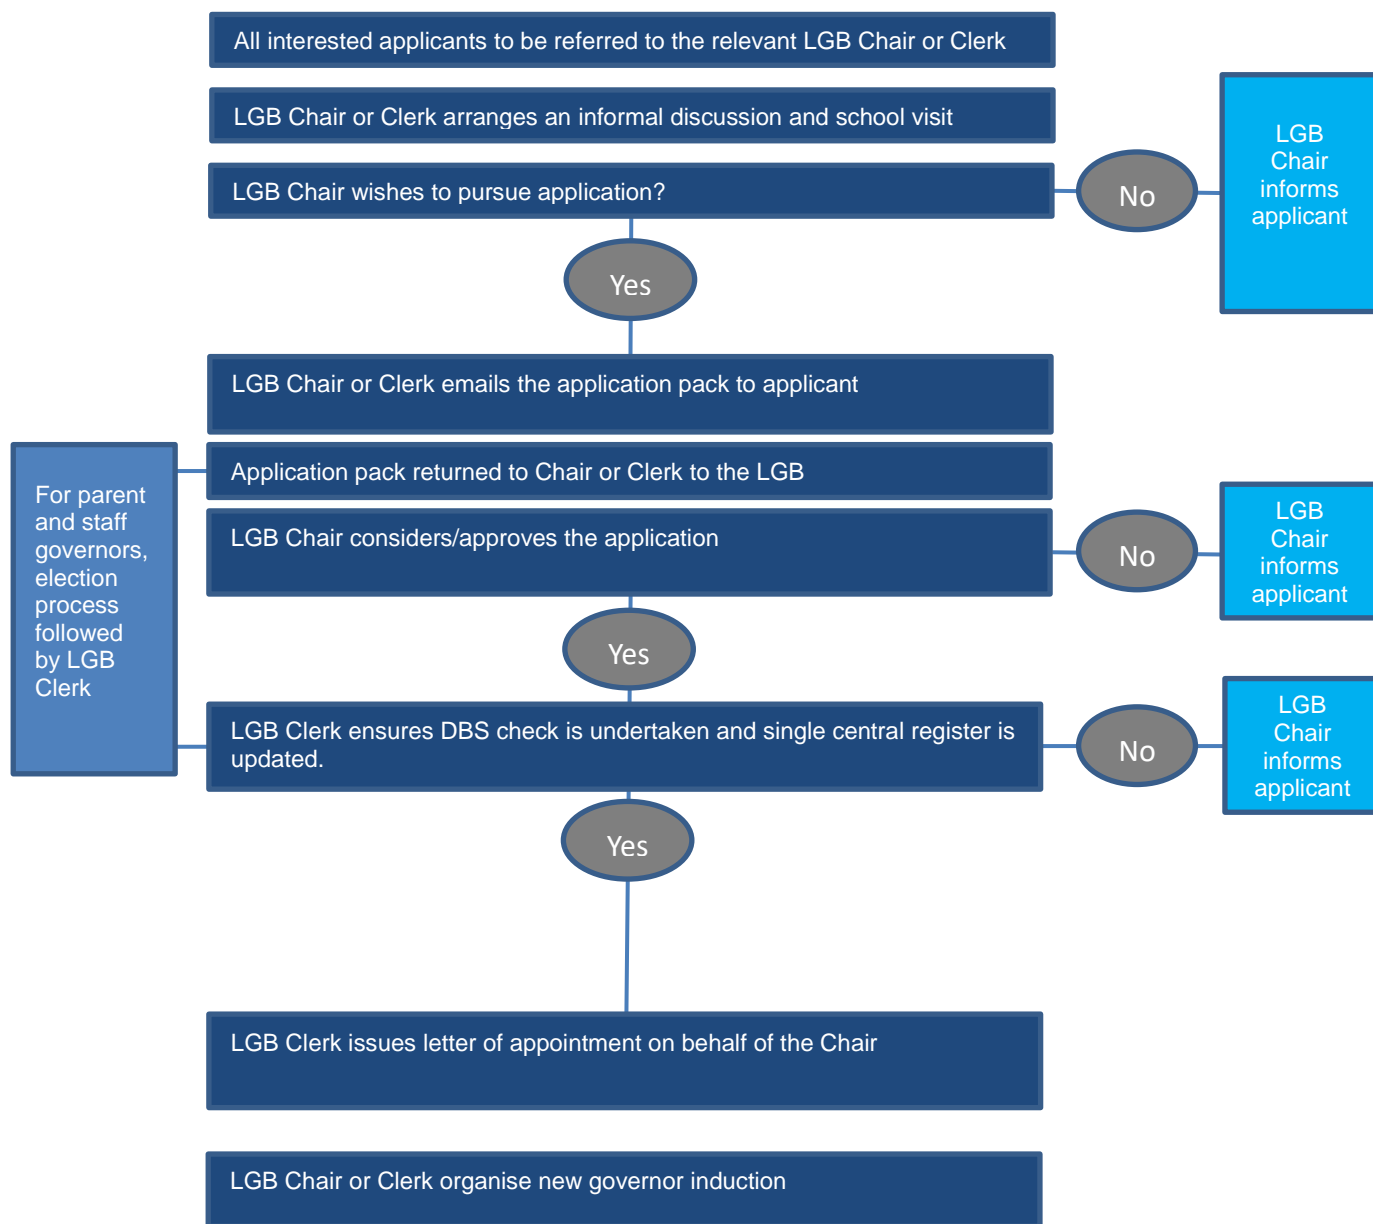 All interested applicants to be referred to the relevant LGB Chair or Clerk
LGB Chair or Clerk arranges an informal discussion and school visit
LGB Chair wishes to pursue application?
No
LGB
Chair
informs
applicant
Yes
LGB Chair or Clerk emails the application pack to applicant
For parent
and staff
governors,
election
process
followed
by LGB
Clerk
Application pack returned to Chair or Clerk to the LGB
LGB Chair considers/approves the application
No
LGB
Chair
informs
applicant
Yes
LGB Clerk ensures DBS check is undertaken and single central register is
updated.
No
LGB
Chair
informs
applicant
Yes
LGB Clerk issues letter of appointment on behalf of the Chair
LGB Chair or Clerk organise new governor induction